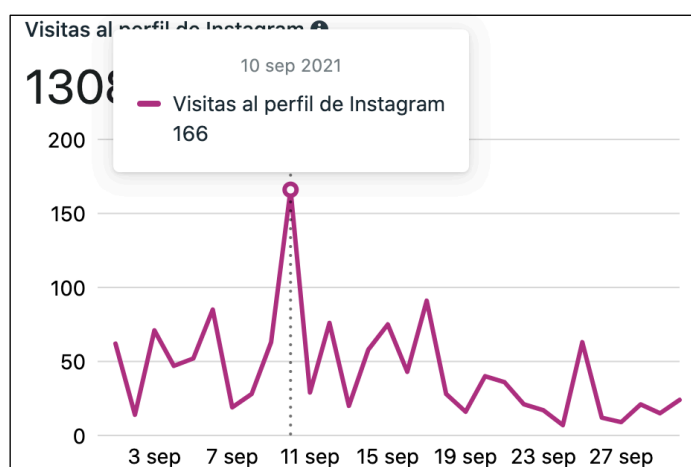 Visitas al perfil de Instagram
1308
10 sep 2021
Visitas al perfil de Instagram
166
200
150
100
50
0
3 sep 7 sep 11 sep 15 sep 19 sep 23 sep 27 sep